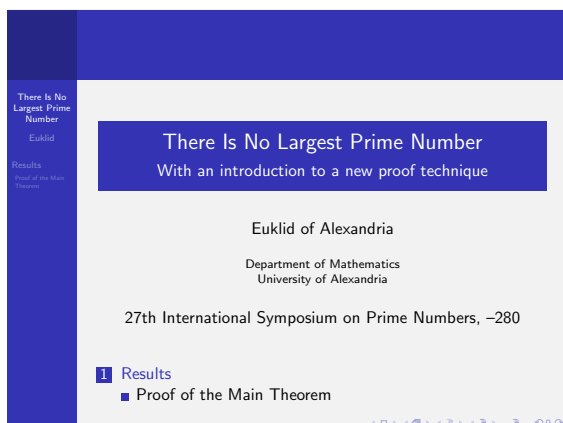 There Is No
Largest Prime
Number
Euklid
Results
Proof of the Main
Theorem
There Is No Largest Prime Number
With an introduction to a new proof technique
Euklid of Alexandria
Department of Mathematics
University of Alexandria
27th International Symposium on Prime Numbers, –280
1 Results
Proof of the Main Theorem